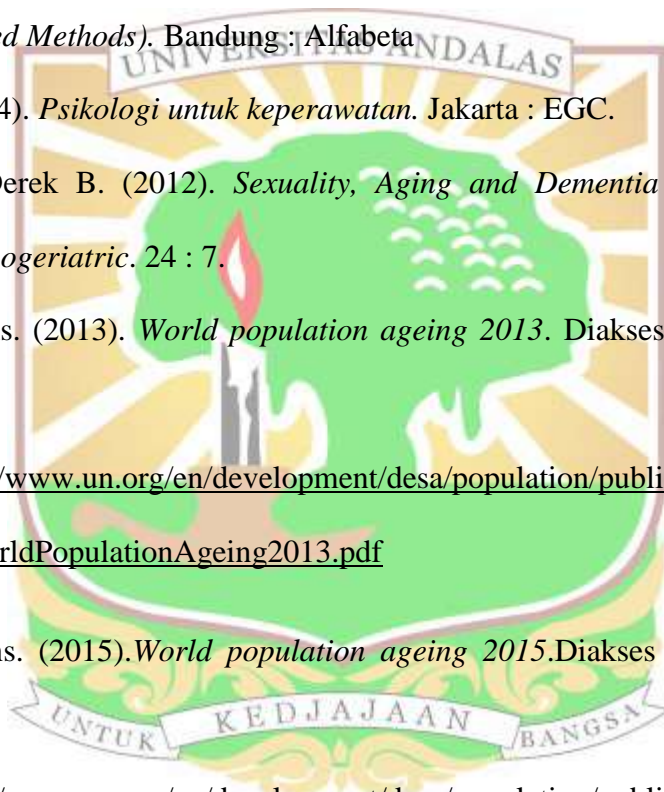 ed Methods). Bandung : Alfabeta
UNIVERSITAS ANDALAS
4). Psikologi untuk keperawatan. Jakarta : EGC.
Derek B. (2012). Sexuality, Aging and Dementia
ogeriatric. 24 : 7.
s. (2013). World population ageing 2013. Diakses
/www.un.org/en/development/desa/population/publi
rldPopulationAgeing2013.pdf
ns. (2015).World population ageing 2015.Diakses
UNTUK KEDJAJAAN BANGSA